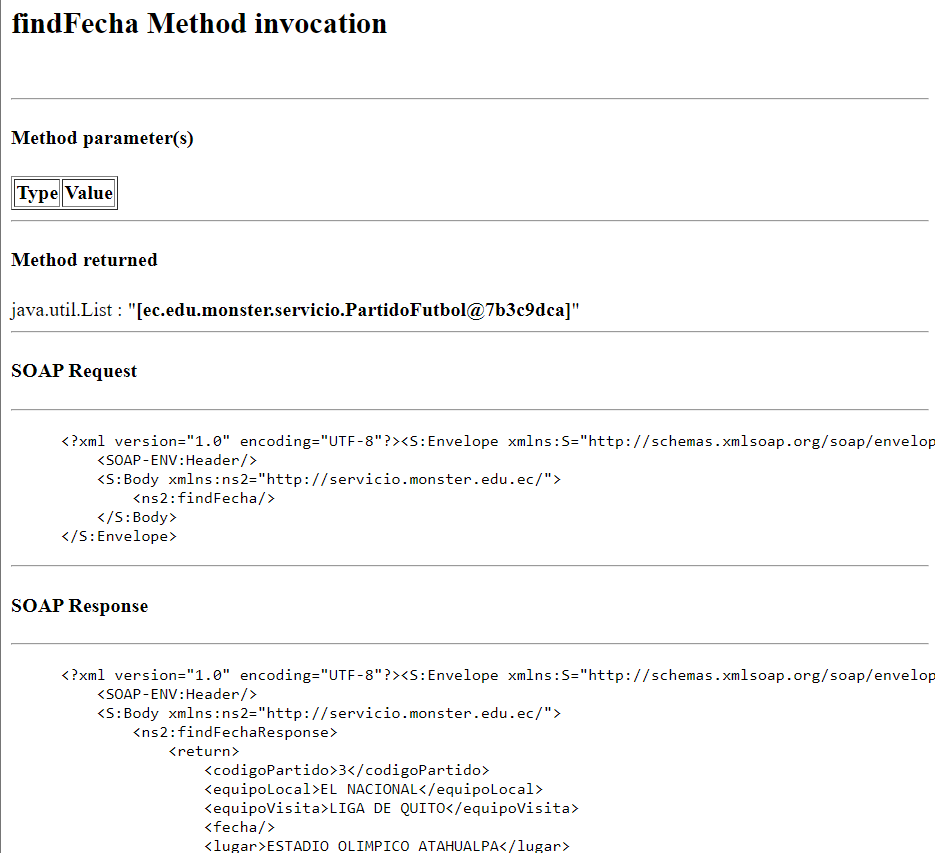 findFecha Method invocation
Method parameter(s)
Type Value
Method returned
java.util.List : "[ec.edu.monster.servicio.PartidoFutbol@7b3c9dca]"
SOAP Request
<?xml version="1.0" encoding="UTF-8"?><S:Envelope xmlns:S="http://schemas.xmlsoap.org/soap/envelop
<SOAP-ENV:Header/>
<S:Body xmlns:ns2="http://servicio.monster.edu.ec/">
<ns2:findFecha/>
</S:Body>
</S:Envelope>
SOAP Response
<?xml version="1.0" encoding="UTF-8"?><S:Envelope xmlns:S="http://schemas.xmlsoap.org/soap/envelop
<SOAP-ENV:Header/>
<S:Body xmlns:ns2="http://servicio.monster.edu.ec/">
<ns2:findFechaResponse>
<return>
<codigoPartido>3</codigoPartido>
<equipoLocal>EL NACIONAL</equipoLocal>
<equipoVisita>LIGA DE QUITO</equipoVisita>
<fecha/>
<lugar>ESTADIO OLIMPICO ATAHUALPA</lugar>